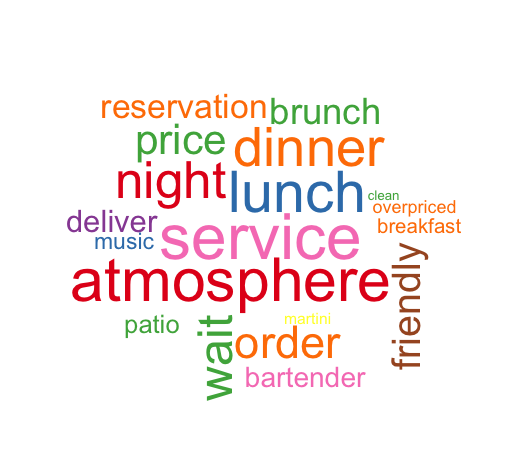 reservation brunch
price dinner
night lunch
clean
deliver overpriced
music service breakfast
atmosphere
friendly
patio wait martini
order
bartender